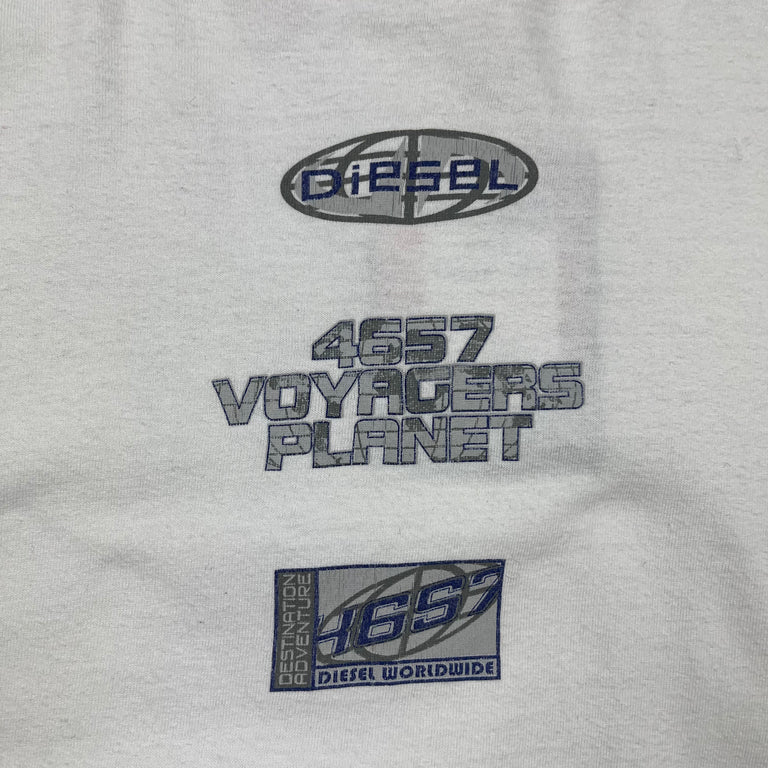 DiESEL
4657
VOYAGERS
PLANET
DESTINATION
ADVENTURE
4657
DIESEL WORLDWIDE